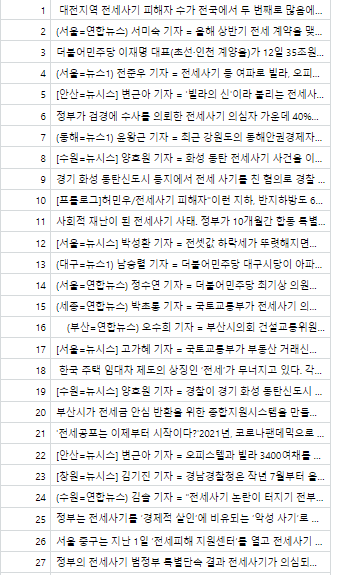 1 대전지역 전세사기 피해자 수가 전국에서 두 번째로 많음에...
2 (서울=연합뉴스) 서미숙 기자 = 올해 상반기 전세 계약을 맺...
3 더불어민주당 이재명 대표(초선·인천 계양을)가 12일 35조원...
4 (서울=뉴스1) 전준우 기자 = 전세사기 등 여파로 빌라, 오피...
5 [안산=뉴시스] 변근아 기자 = '빌라의 신'이라 불리는 전세사...
6 정부가 검경에 수사를 의뢰한 전세사기 의심자 가운데 40%...
7 (동해=뉴스1) 윤왕근 기자 = 최근 강원도의 동해안권경제자...
8 [수원=뉴시스] 양효원 기자 = 화성 동탄 전세사기 사건을 이...
9 경기 화성 동탄신도시 등지에서 전세 사기를 친 혐의로 경찰 ...
10 [프롤로그]허민우/전세사기 피해자"이런 지하, 반지하방도 6...
11 사회적 재난이 된 전세사기 사태. 정부가 10개월간 합동 특별...
12 [서울=뉴시스] 박성환 기자 = 전셋값 하락세가 뚜렷해지면...
13 (대구=뉴스1) 남승렬 기자 = 더불어민주당 대구시당이 아파...
14 (서울=연합뉴스) 정수연 기자 = 더불어민주당 최기상 의원...
15 (세종=연합뉴스) 박초롱 기자 = 국토교통부가 전세사기 의...
16 (부산=연합뉴스) 오수희 기자 = 부산시의회 건설교통위원...
17 [서울=뉴시스] 고가혜 기자 = 국토교통부가 부동산 거래신...
18 한국 주택 임대차 제도의 상징인 '전세'가 무너지고 있다. 각...
19 [수원=뉴시스] 양효원 기자 = 경찰이 경기 화성 동탄신도시 ...
20 부산시가 전세금 안심 반환을 위한 종합지원시스템을 만들...
21 '전세공포는 이제부터 시작이다?'2021년, 코로나팬데믹으로 ...
22 [안산=뉴시스] 변근아 기자 = 오피스텔과 빌라 3400여채를 ...
23 [창원=뉴시스] 김기진 기자 = 경남경찰청은 작년 7월부터 올...
24 (수원=연합뉴스) 김솔 기자 = "전세사기 논란이 터지기 전부...
25 정부는 전세사기를 '경제적 살인'에 비유되는 '악성 사기'로 ...
26 서울 중구는 지난 1일 '전세피해 지원센터'를 열고 전세사기 ...
27 정부의 전세사기 범정부 특별단속 결과 전세사기가 의심되...